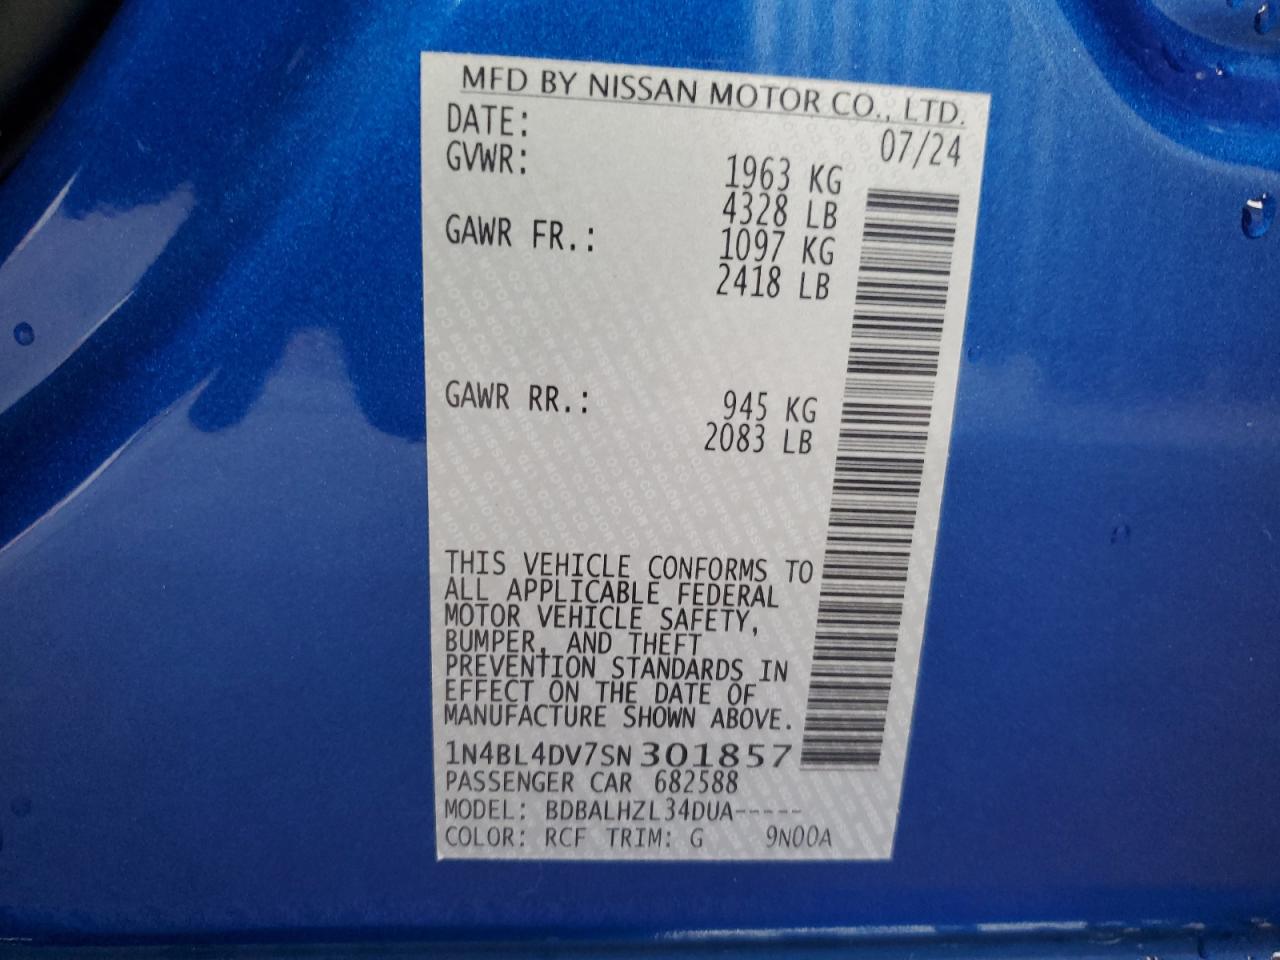 MFD BY NISSAN MOTOR CO., LTD.
DATE: 07/24
GVWR: 1963 KG
4328 LB
GAWR FR.: 1097 KG
2418 LB
GAWR RR.: 945 KG
2083 LB
THIS VEHICLE CONFORMS TO
ALL APPLICABLE FEDERAL
MOTOR VEHICLE SAFETY,
BUMPER, AND THEFT
PREVENTION STANDARDS IN
EFFECT ON THE DATE OF
MANUFACTURE SHOWN ABOVE.
1N4BL4DV7SN301857
PASSENGER CAR 682588
MODEL: BDBALHZL34DUA-----
COLOR: RCF TRIM: G 9N00A